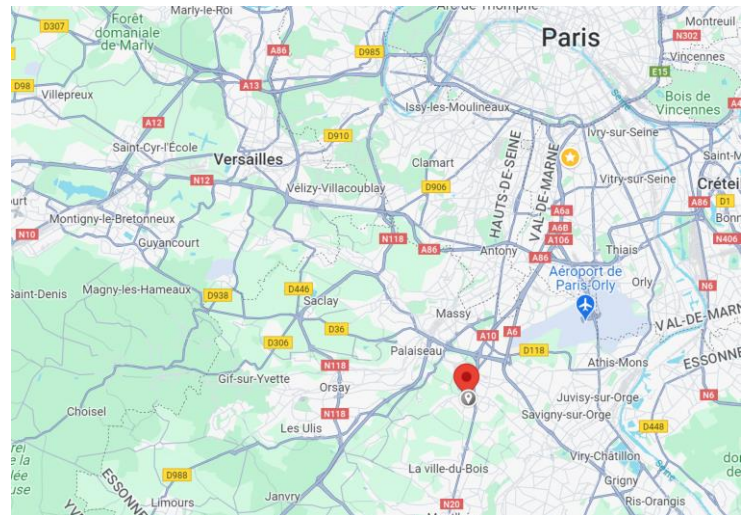 Marly-le-Roi
Arc de Triomphe
Forêt
domaniale
de Marly
D307
A86
D985
Paris
Montreuil
N302
Vincennes
E15
A13
D98
Villepreux
Bois de
Vincennes
A12
Issy-les-Moulineaux
Ivry-sur-Seine
D910
Saint-Cyr-l'École
Versailles
Clamart
HAUTS-DE-SEINE
VAL-DE-MARNE
Vitry-sur-Seine
N12
Vélizy-Villacoublay
D906
A86
D1
Montigny-le-Bretonneux
N10
Guyancourt
N118
A86
Antony
A6a
A6B
A106
A86
Thiais
N406
Aéroport de
Paris-Orly
Orly
N6
Saint-Denis
Magny-les-Hameaux
D938
D446
Saclay
Massy
VAL-DE-MARN
ESSONNE
D36
D306
A10
A6
Palaiseau
D118
Athis-Mons
N118
Gif-sur-Yvette
Orsay
N6
Choisel
N118
Juvisy-sur-Orge
Savigny-sur-Orge
Les Ulis
D448
D988
ESSONNE
La ville-du-Bois
Viry-Châtillon
Seine
Grigny
Limours
Janvry
N20
Ris-Orangis